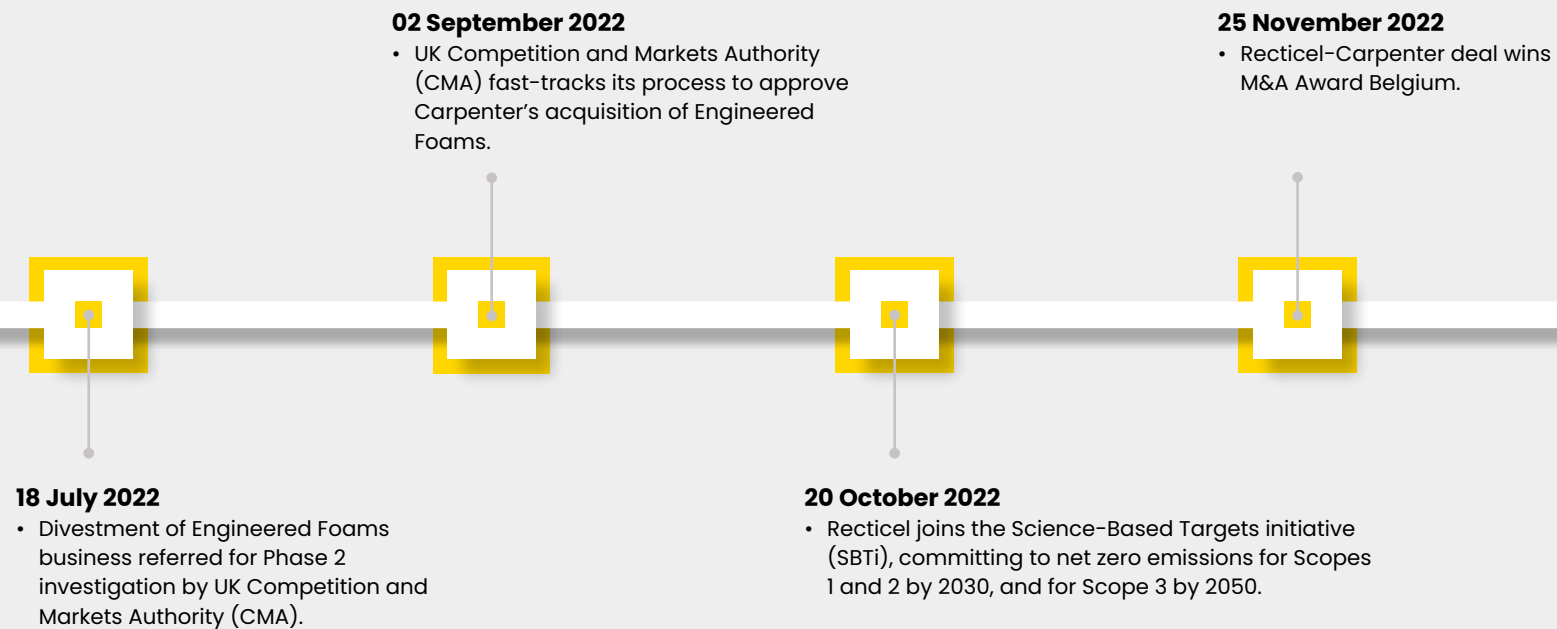 02 September 2022
• UK Competition and Markets Authority
(CMA) fast-tracks its process to approve
Carpenter’s acquisition of Engineered
Foams.
25 November 2022
• Recticel-Carpenter deal wins
M&A Award Belgium.
18 July 2022
• Divestment of Engineered Foams
business referred for Phase 2
investigation by UK Competition and
Markets Authority (CMA).
20 October 2022
• Recticel joins the Science-Based Targets initiative
(SBTi), committing to net zero emissions for Scopes
1 and 2 by 2030, and for Scope 3 by 2050.